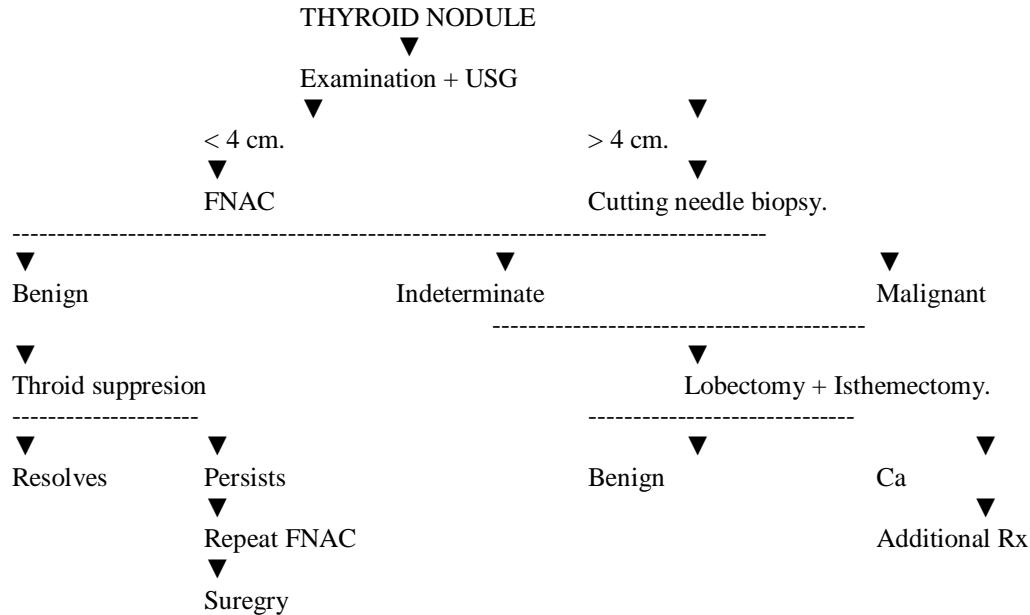 THYROID NODULE
▼
Examination + USG
▼ ▼
< 4 cm. > 4 cm.
▼ ▼
FNAC Cutting needle biopsy.
-------------------------------------------------------------------------------------
▼ ▼ ▼
Benign Indeterminate Malignant
------------------------------------------
▼ ▼
Throid suppresion Lobectomy + Isthemectomy.
--------------------- ------------------------------
▼ ▼ ▼ ▼
Resolves Persists Benign Ca
▼ ▼
Repeat FNAC Additional Rx
▼
Suregry